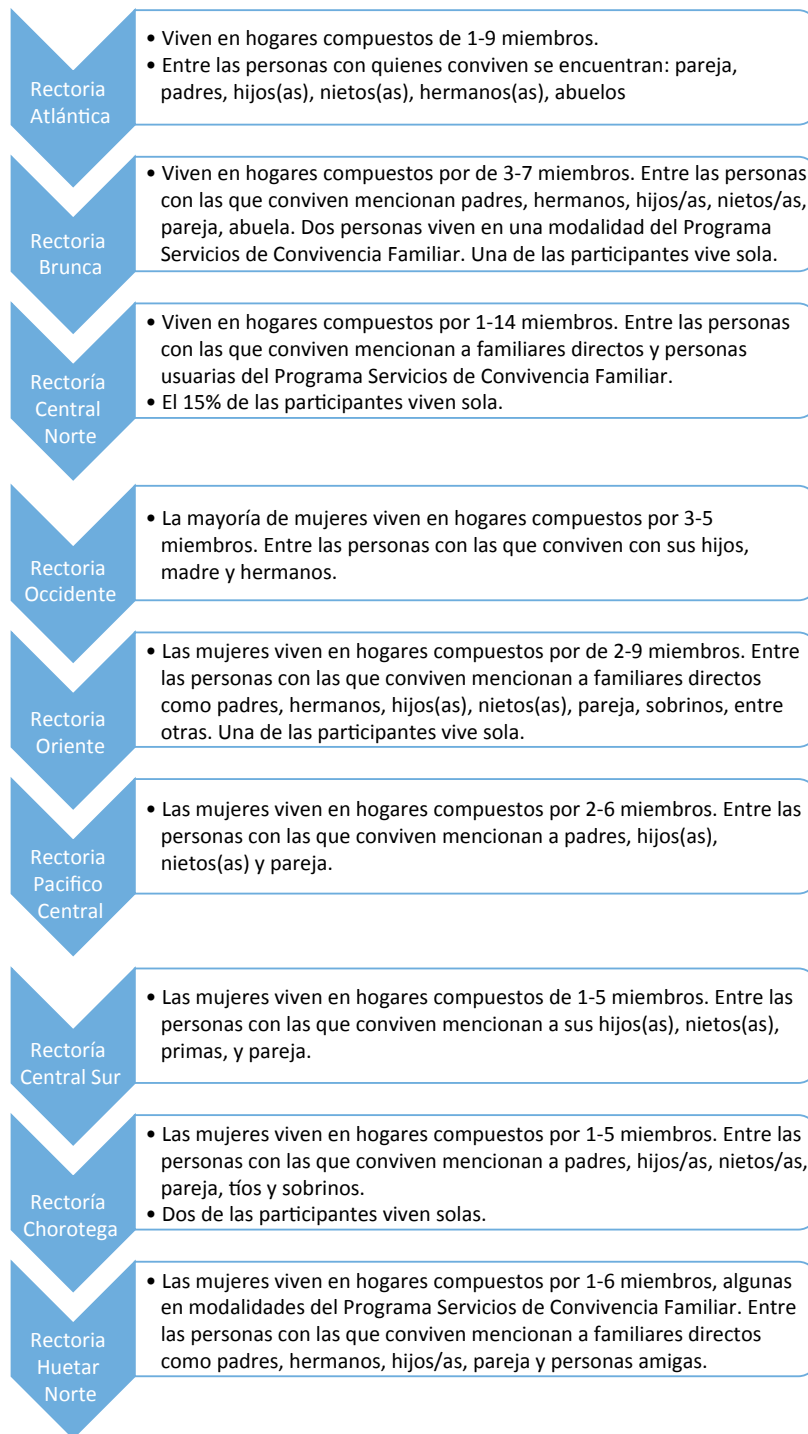 Rectoria
Atlántica
• Viven en hogares compuestos de 1-9 miembros.
• Entre las personas con quienes conviven se encuentran: pareja,
padres, hijos(as), nietos(as), hermanos(as), abuelos
Rectoria
Brunca
• Viven en hogares compuestos por de 3-7 miembros. Entre las personas
con las que conviven mencionan padres, hermanos, hijos/as, nietos/as,
pareja, abuela. Dos personas viven en una modalidad del Programa
Servicios de Convivencia Familiar. Una de las participantes vive sola.
Rectoría
Central
Norte
• Viven en hogares compuestos por 1-14 miembros. Entre las personas
con las que conviven mencionan a familiares directos y personas
usuarias del Programa Servicios de Convivencia Familiar.
• El 15% de las participantes viven sola.
Rectoria
Occidente
• La mayoría de mujeres viven en hogares compuestos por 3-5
miembros. Entre las personas con las que conviven con sus hijos,
madre y hermanos.
Rectoria
Oriente
• Las mujeres viven en hogares compuestos por de 2-9 miembros. Entre
las personas con las que conviven mencionan a familiares directos
como padres, hermanos, hijos(as), nietos(as), pareja, sobrinos, entre
otras. Una de las participantes vive sola.
Rectoria
Pacifico
Central
• Las mujeres viven en hogares compuestos por 2-6 miembros. Entre las
personas con las que conviven mencionan a padres, hijos(as),
nietos(as) y pareja.
Rectoría
Central Sur
• Las mujeres viven en hogares compuestos de 1-5 miembros. Entre las
personas con las que conviven mencionan a sus hijos(as), nietos(as),
primas, y pareja.
Rectoría
Chorotega
• Las mujeres viven en hogares compuestos por 1-5 miembros. Entre las
personas con las que conviven mencionan a padres, hijos/as, nietos/as,
pareja, tíos y sobrinos.
• Dos de las participantes viven solas.
Rectoria
Huetar
Norte
• Las mujeres viven en hogares compuestos por 1-6 miembros, algunas
en modalidades del Programa Servicios de Convivencia Familiar. Entre
las personas con las que conviven mencionan a familiares directos
como padres, hermanos, hijos/as, pareja y personas amigas.